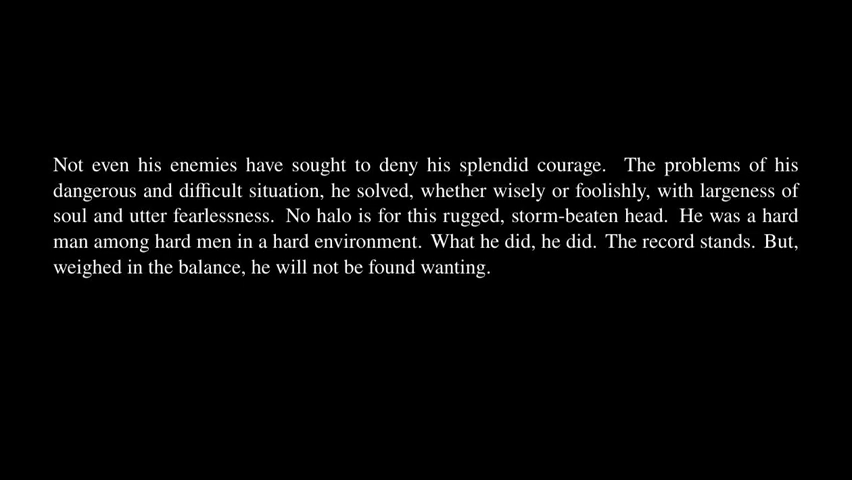 Not even his enemies have sought to deny his splendid courage. The problems of his
dangerous and difficult situation, he solved, whether wisely or foolishly, with largeness of
soul and utter fearlessness. No halo is for this rugged, storm-beaten head. He was a hard
man among hard men in a hard environment. What he did, he did. The record stands. But,
weighed in the balance, he will not be found wanting.